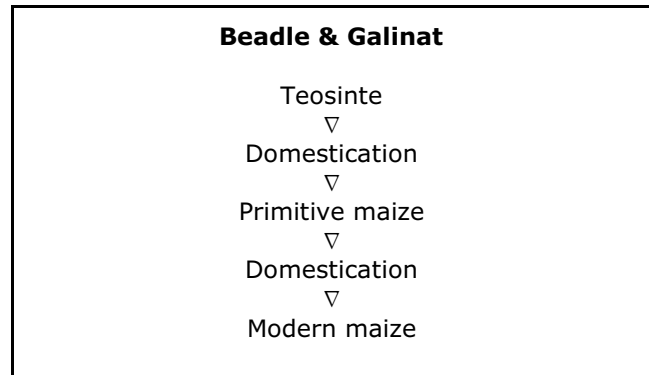 Beadle & Galinat
Teosinte
∇
Domestication
∇
Primitive maize
∇
Domestication
∇
Modern maize